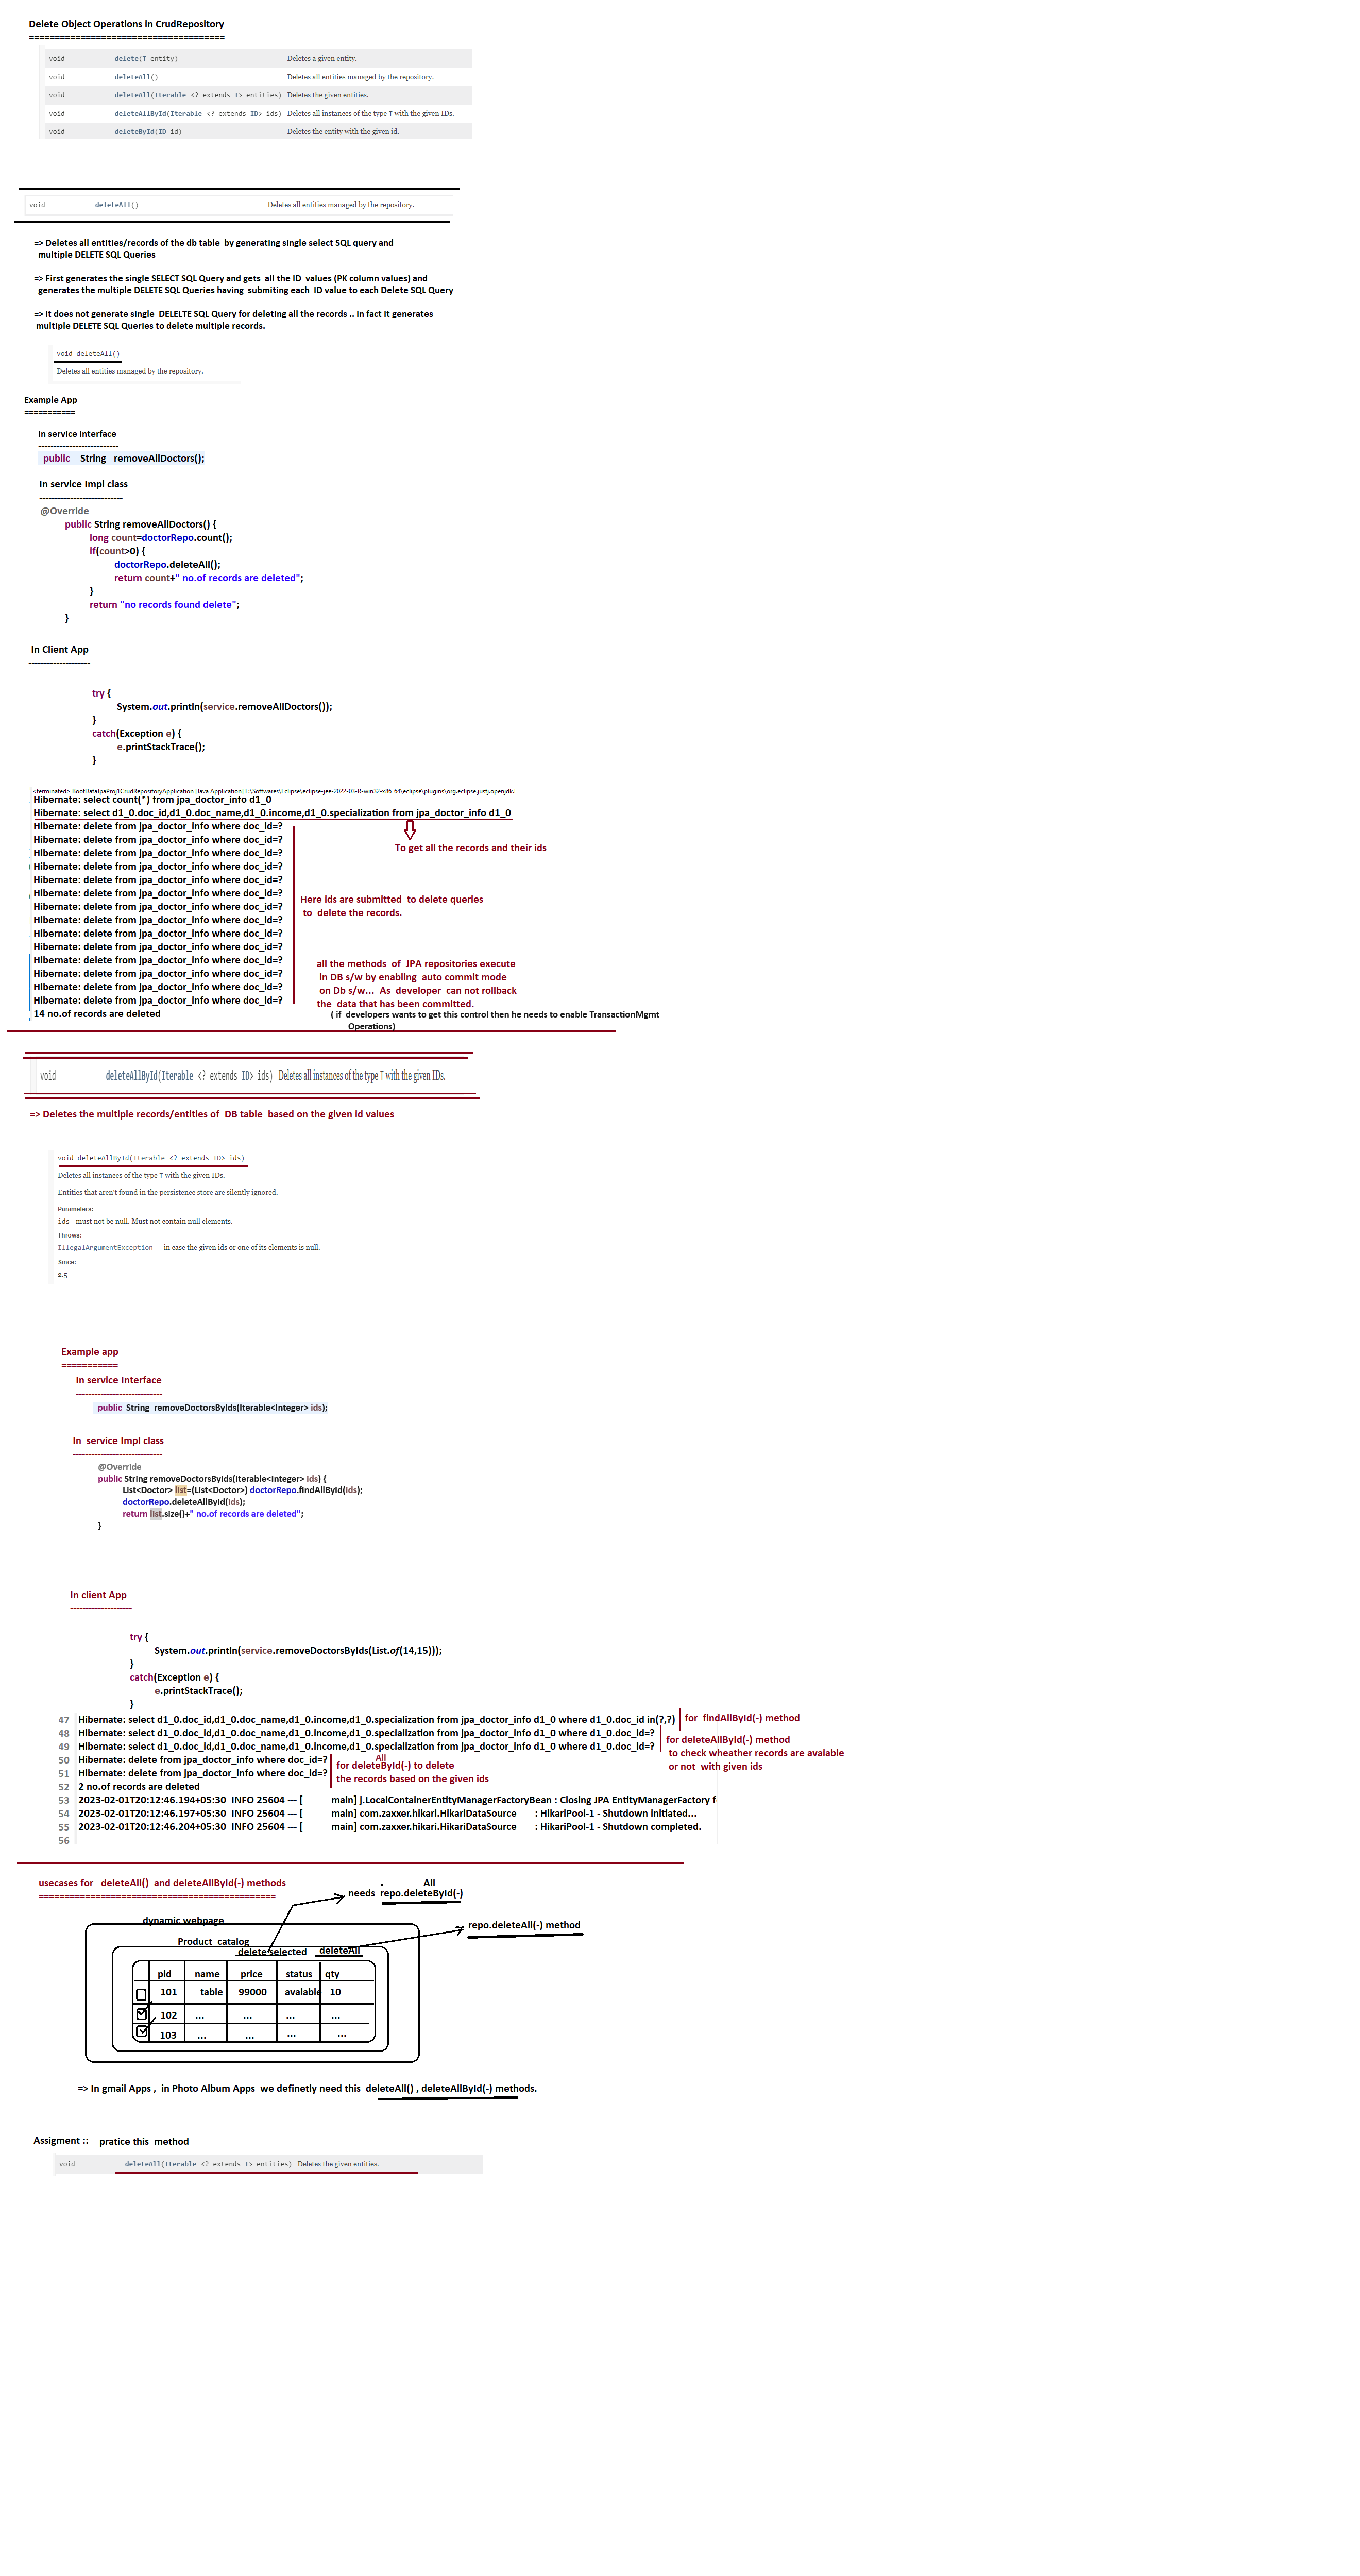 Delete Object Operations in CrudRepository
======================================
void delete(T entity) Deletes a given entity.
void deleteAll() Deletes all entities managed by the repository.
void deleteAll(Iterable <? extends T> entities) Deletes the given entities.
void deleteAllById(Iterable <? extends ID> ids) Deletes all instances of the type T with the given IDs.
void deleteById(ID id) Deletes the entity with the given id.
void deleteAll() Deletes all entities managed by the repository.
=> Deletes all entities/records of the db table by generating single select SQL query and
multiple DELETE SQL Queries
=> First generates the single SELECT SQL Query and gets all the ID values (PK column values) and
generates the multiple DELETE SQL Queries having submiting each ID value to each Delete SQL Query
=> It does not generate single DELELTE SQL Query for deleting all the records .. In fact it generates
multiple DELETE SQL Queries to delete multiple records.
void deleteAll()
Deletes all entities managed by the repository.
Example App
===========
In service Interface
--------------------------
public String removeAllDoctors();
In service Impl class
---------------------------
@Override
public String removeAllDoctors() {
long count=doctorRepo.count();
if(count>0) {
doctorRepo.deleteAll();
return count+" no.of records are deleted";
}
return "no records found delete";
}
In Client App
--------------------
try {
System.out.println(service.removeAllDoctors());
}
catch(Exception e) {
e.printStackTrace();
}
<terminated> BootDataJpaProj1CrudRepositoryApplication [Java Application] E:\Softwares\Eclipse\eclipse-jee-2022-03-R-win32-x86_64\eclipse\plugins\org.eclipse.justj.openjdk.l
Hibernate: select count(*) from jpa_doctor_info d1_0
Hibernate: select d1_0.doc_id,d1_0.doc_name,d1_0.income,d1_0.specialization from jpa_doctor_info d1_0
Hibernate: delete from jpa_doctor_info where doc_id=?
Hibernate: delete from jpa_doctor_info where doc_id=?
To get all the records and their ids
Hibernate: delete from jpa_doctor_info where doc_id=?
Hibernate: delete from jpa_doctor_info where doc_id=?
Hibernate: delete from jpa_doctor_info where doc_id=?
Hibernate: delete from jpa_doctor_info where doc_id=?
Here ids are submitted to delete queries
to delete the records.
Hibernate: delete from jpa_doctor_info where doc_id=?
Hibernate: delete from jpa_doctor_info where doc_id=?
Hibernate: delete from jpa_doctor_info where doc_id=?
Hibernate: delete from jpa_doctor_info where doc_id=?
Hibernate: delete from jpa_doctor_info where doc_id=?
Hibernate: delete from jpa_doctor_info where doc_id=?
Hibernate: delete from jpa_doctor_info where doc_id=?
Hibernate: delete from jpa_doctor_info where doc_id=?
all the methods of JPA repositories execute
in DB s/w by enabling auto commit mode
on Db s/w... As developer can not rollback
the data that has been committed.
14 no.of records are deleted
( if developers wants to get this control then he needs to enable TransactionMgmt
Operations)
void deleteAllById(Iterable <? extends ID> ids) Deletes all instances of the type T with the given IDs.
=> Deletes the multiple records/entities of DB table based on the given id values
void deleteAllById(Iterable <? extends ID> ids)
Deletes all instances of the type T with the given IDs.
Entities that aren't found in the persistence store are silently ignored.
Parameters:
ids - must not be null. Must not contain null elements.
Throws:
IllegalArgumentException - in case the given ids or one of its elements is null.
Since:
2.5
Example app
===========
In service Interface
----------------------------
public String removeDoctorsByIds(Iterable<Integer> ids);
In service Impl class
-----------------------------
@Override
public String removeDoctorsByIds(Iterable<Integer> ids) {
List<Doctor> list=(List<Doctor>) doctorRepo.findAllById(ids);
doctorRepo.deleteAllById(ids);
return list.size()+" no.of records are deleted";
}
In client App
--------------------
try {
System.out.println(service.removeDoctorsByIds(List.of(14,15)));
}
catch(Exception e) {
e.printStackTrace();
}
47 Hibernate: select d1_0.doc_id,d1_0.doc_name,d1_0.income,d1_0.specialization from jpa_doctor_info d1_0 where d1_0.doc_id in(?,?) for findAllById(-) method
48 Hibernate: select d1_0.doc_id,d1_0.doc_name,d1_0.income,d1_0.specialization from jpa_doctor_info d1_0 where d1_0.doc_id=?
49 Hibernate: select d1_0.doc_id,d1_0.doc_name,d1_0.income,d1_0.specialization from jpa_doctor_info d1_0 where d1_0.doc_id=?
for deleteAllById(-) method
to check wheather records are avaiable
or not with given ids
50 Hibernate: delete from jpa_doctor_info where doc_id=?
51 Hibernate: delete from jpa_doctor_info where doc_id=?
All
for deleteById(-) to delete
the records based on the given ids
52 2 no.of records are deleted
53 2023-02-01T20:12:46.194+05:30 INFO 25604 --- [ main] j.LocalContainerEntityManagerFactoryBean : Closing JPA EntityManagerFactory f
54 2023-02-01T20:12:46.197+05:30 INFO 25604 --- [ main] com.zaxxer.hikari.HikariDataSource : HikariPool-1 - Shutdown initiated...
55 2023-02-01T20:12:46.204+05:30 INFO 25604 --- [ main] com.zaxxer.hikari.HikariDataSource : HikariPool-1 - Shutdown completed.
56
usecases for deleteAll() and deleteAllById(-) methods
==============================================
- All
needs repo.deleteById(-)
dynamic webpage
repo.deleteAll(-) method
Product catalog
delete selected deleteAll
pid name price status qty
101 table 99000 avaiable 10
102 ... ... ... ...
103 ... ... ... ...
=> In gmail Apps , in Photo Album Apps we definetly need this deleteAll() , deleteAllById(-) methods.
Assigment :: pratice this method
void deleteAll(Iterable <? extends T> entities) Deletes the given entities.